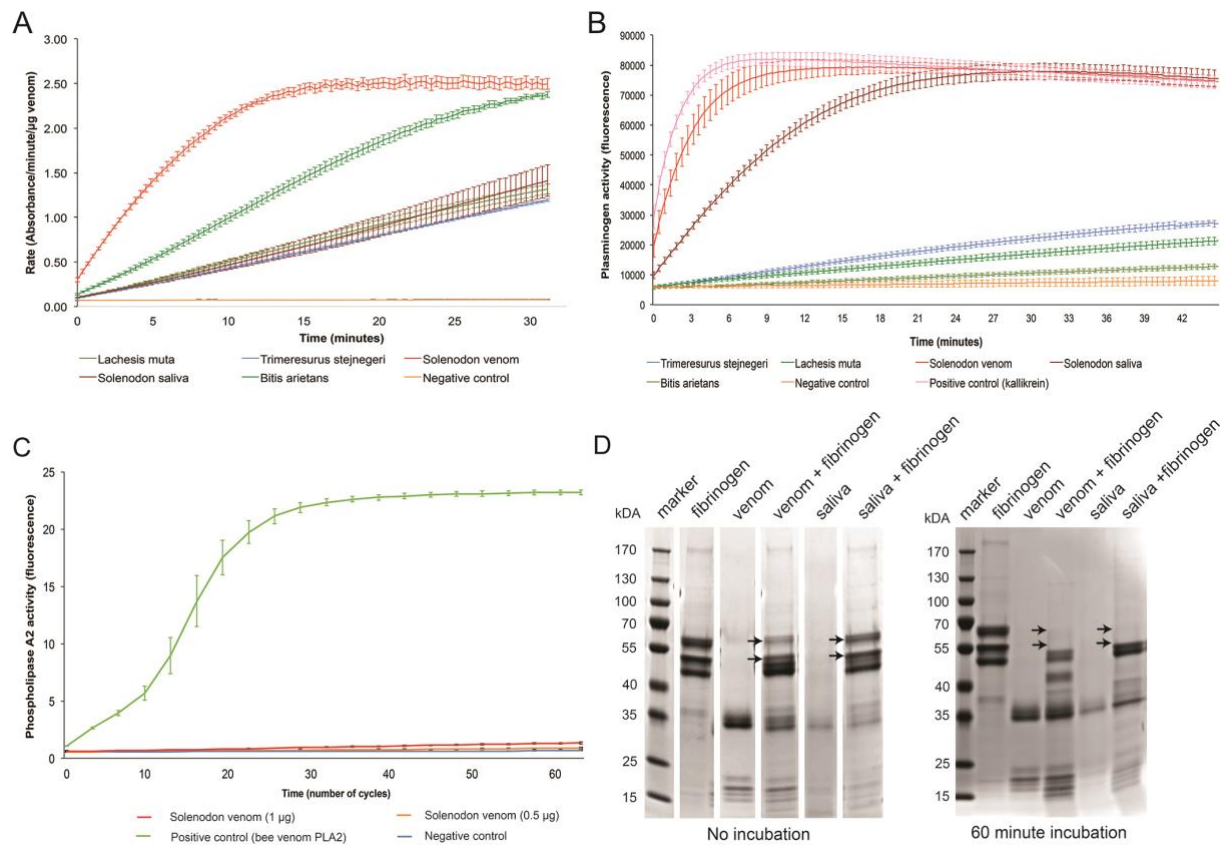 A
Rate (Absorbance/minute/µg venom)
3.00
2.50
2.00
1.50
1.00
0.50
0.00
0 5 10 15 20 25 30
Time (minutes)
Lachesis muta Trimeresurus stejnegeri Solenodon venom
Solenodon saliva Bitis arietans Negative control
B
Plasminogen activity (fluorescence)
90000
80000
70000
60000
50000
40000
30000
20000
10000
0
0 3 6 9 12 15 18 21 24 27 30 33 36 39 42
Time (minutes)
Trimeresurus stejnegeri Lachesis muta Solenodon venom Solenodon saliva
Bitis arietans Negative control Positive control (kallikrein)
C
Phospholipase A2 activity (fluorescence)
25
20
15
10
5
0
0 10 20 30 40 50 60
Time (number of cycles)
Solenodon venom (1 µg) Solenodon venom (0.5 µg)
Positive control (bee venom PLA2) Negative control
D
kDA
marker
fibrinogen
venom
venom + fibrinogen
saliva
saliva + fibrinogen
170
130
100
70
55
40
35
25
15
No incubation
kDA
marker
fibrinogen
venom
venom + fibrinogen
saliva
saliva +fibrinogen
170
130
100
70
55
40
35
25
15
60 minute incubation